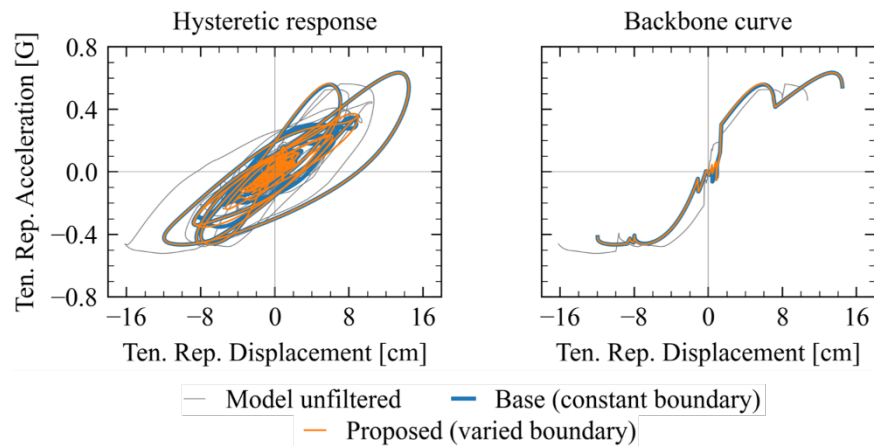 Hysteretic response
Backbone curve
Ten. Rep. Acceleration [G]
0.8
0.4
0.0
−0.4
−0.8
−16 −8 0 8 16
−16 −8 0 8 16
Ten. Rep. Displacement [cm]
Ten. Rep. Displacement [cm]
Model unfiltered
Base (constant boundary)
Proposed (varied boundary)